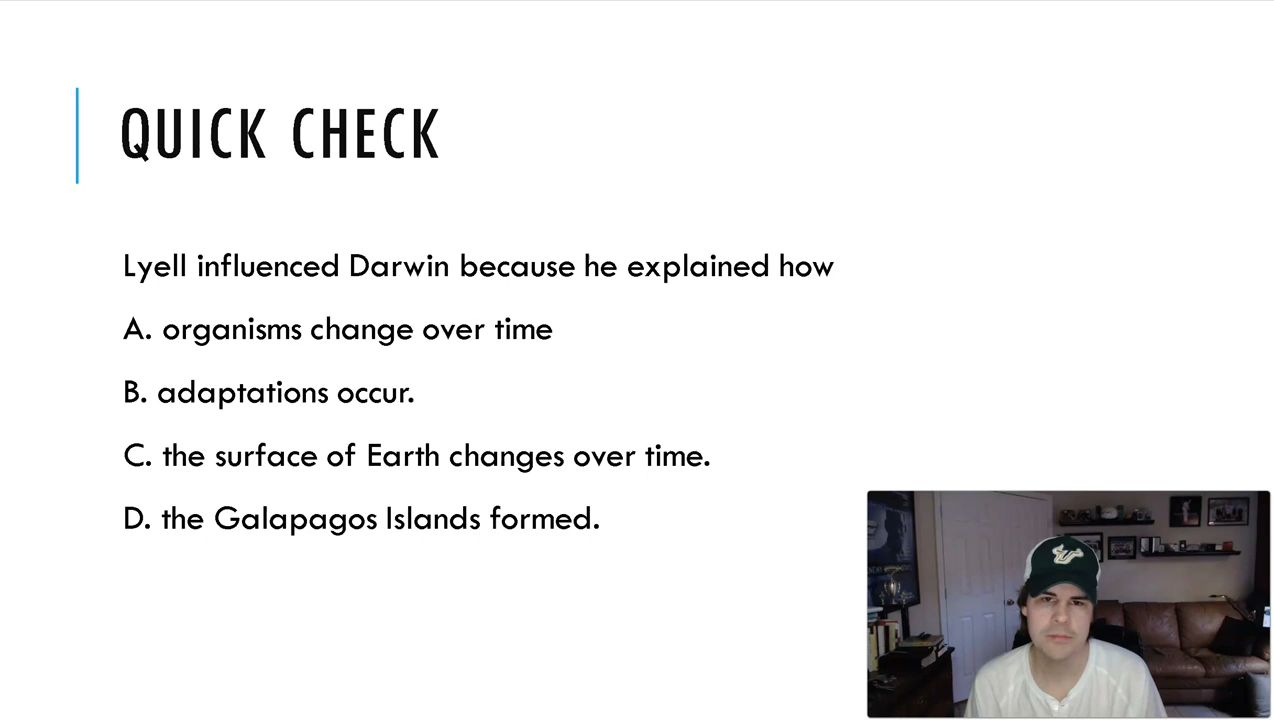 QUICK CHECK
Lyell influenced Darwin because he explained how
A. organisms change over time
B. adaptations occur.
C. the surface of Earth changes over time.
D. the Galapagos Islands formed.